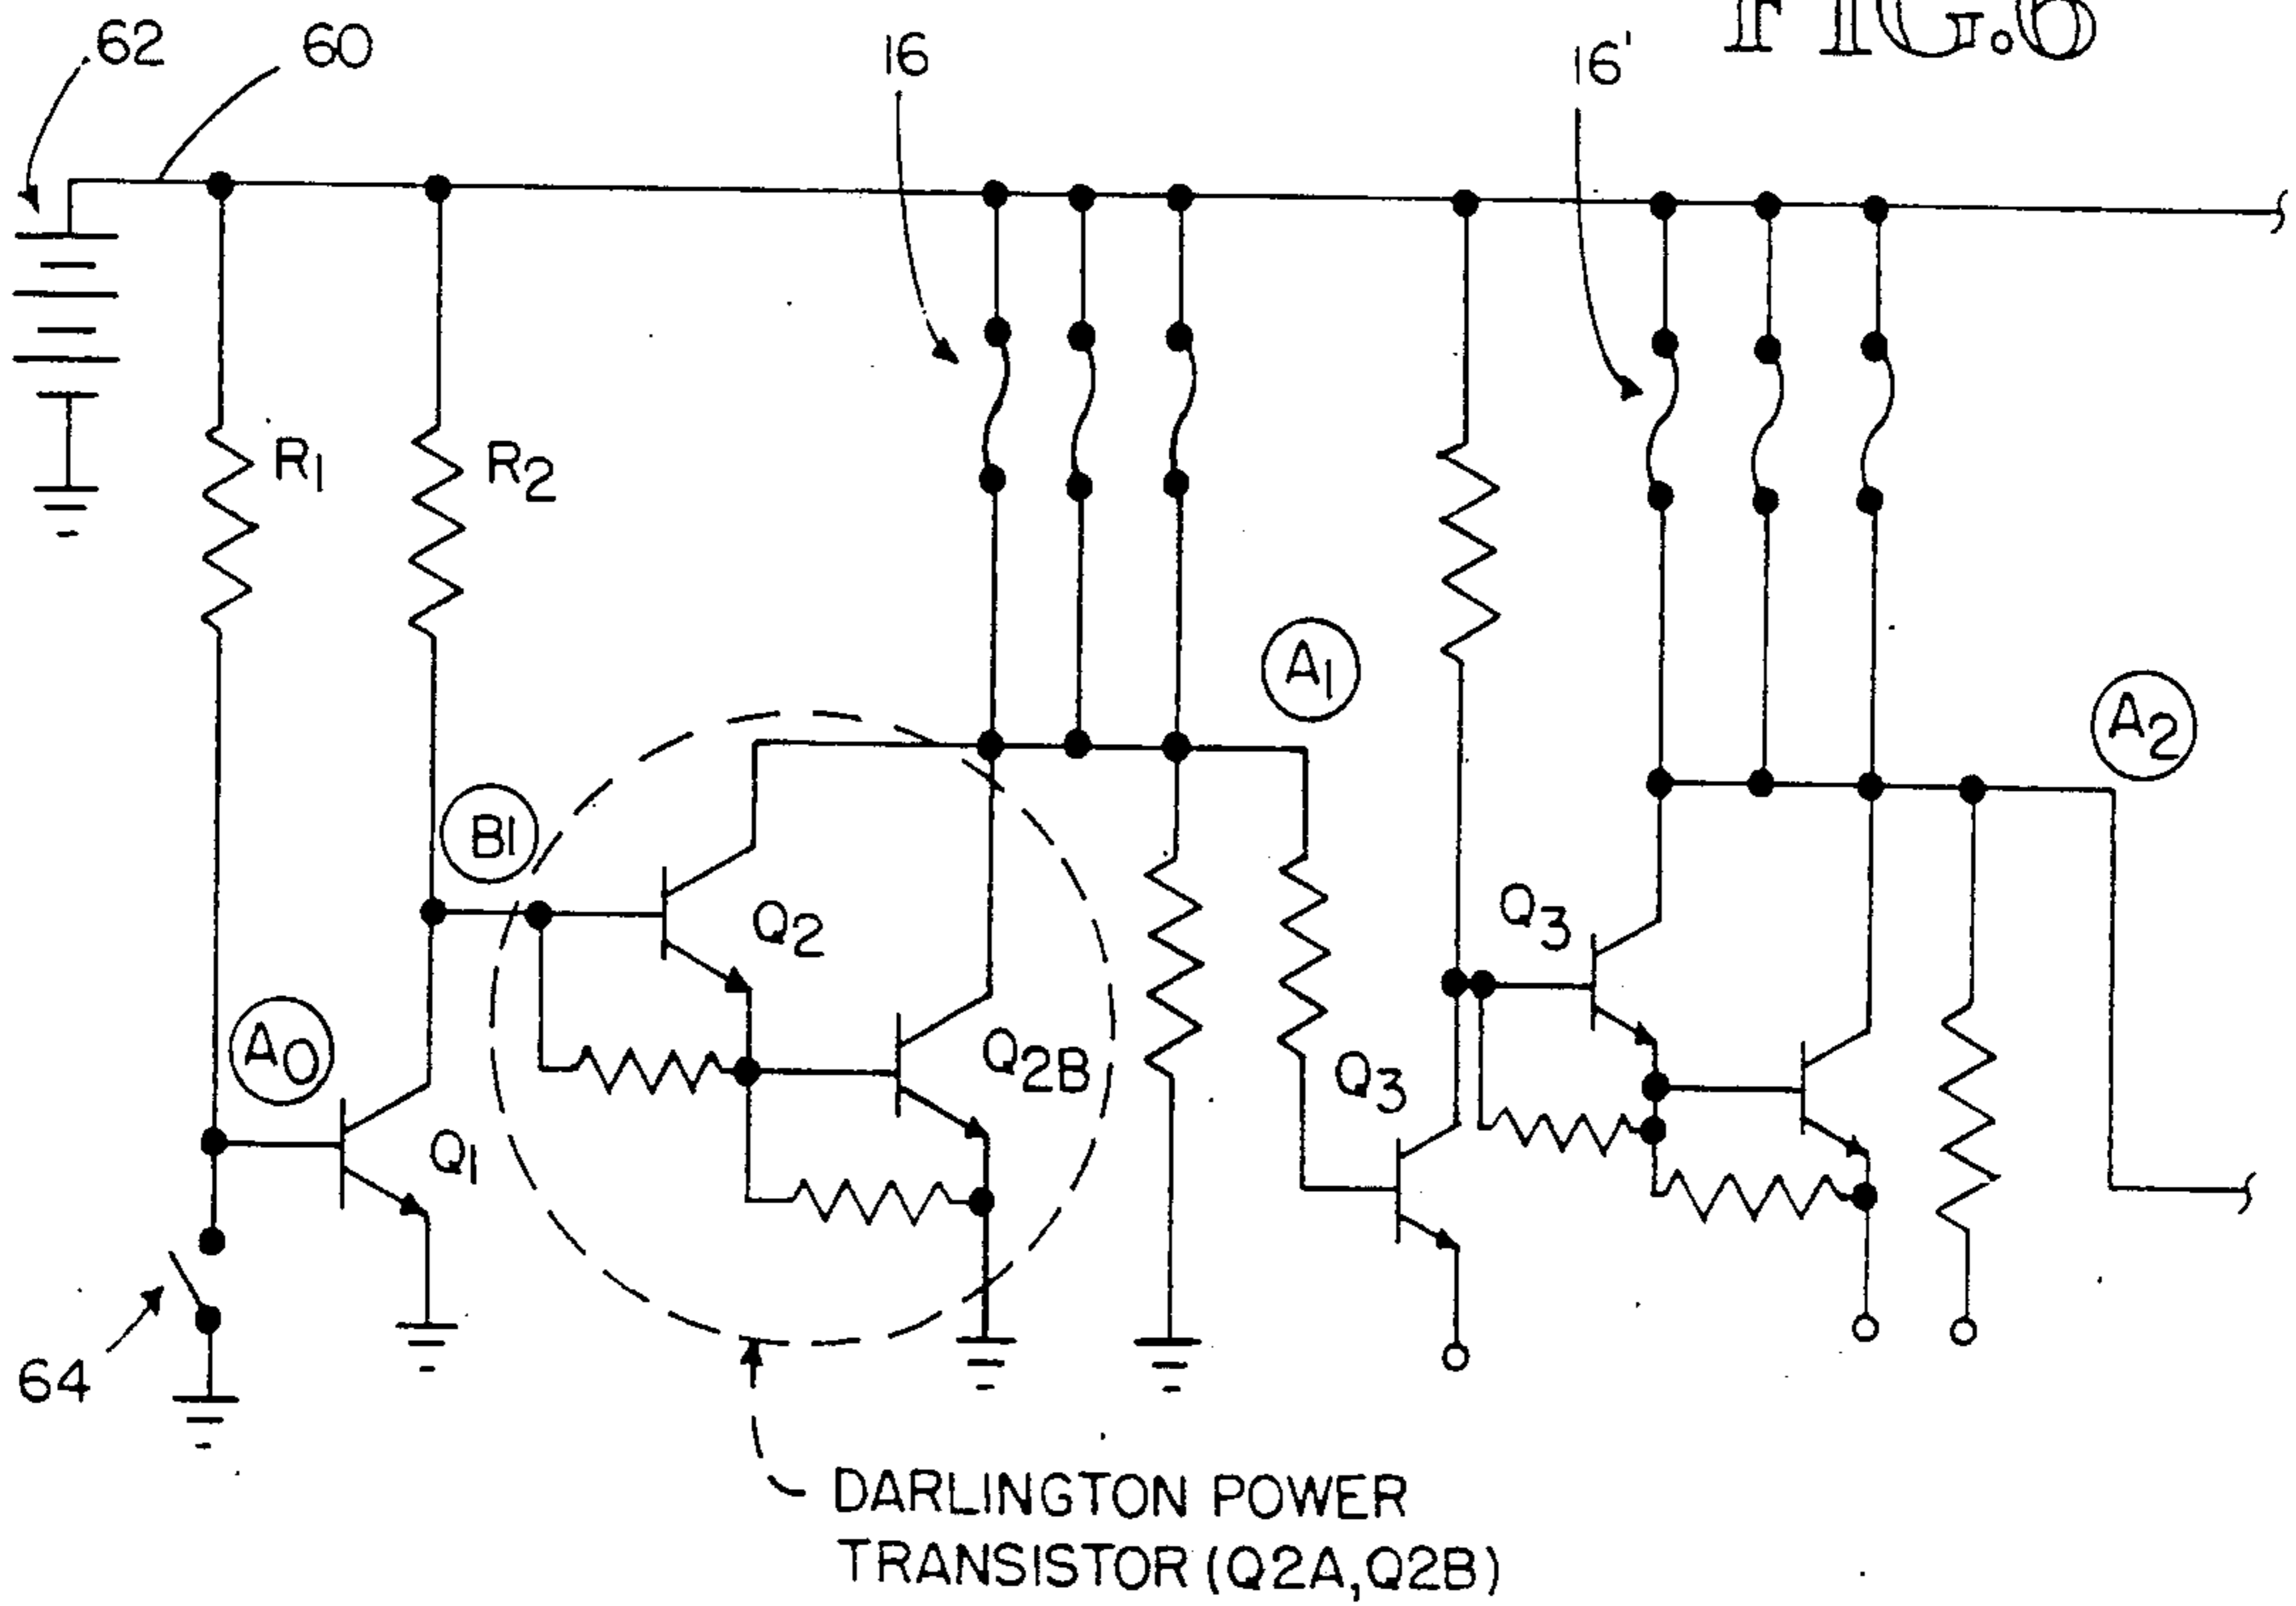 FIG.6
62
60
16
16'
R1
R2
A1
A2
B1
Q2
Q3
A0
Q2B
Q3
Q1
64
DARLINGTON POWER
TRANSISTOR (Q2A,Q2B)